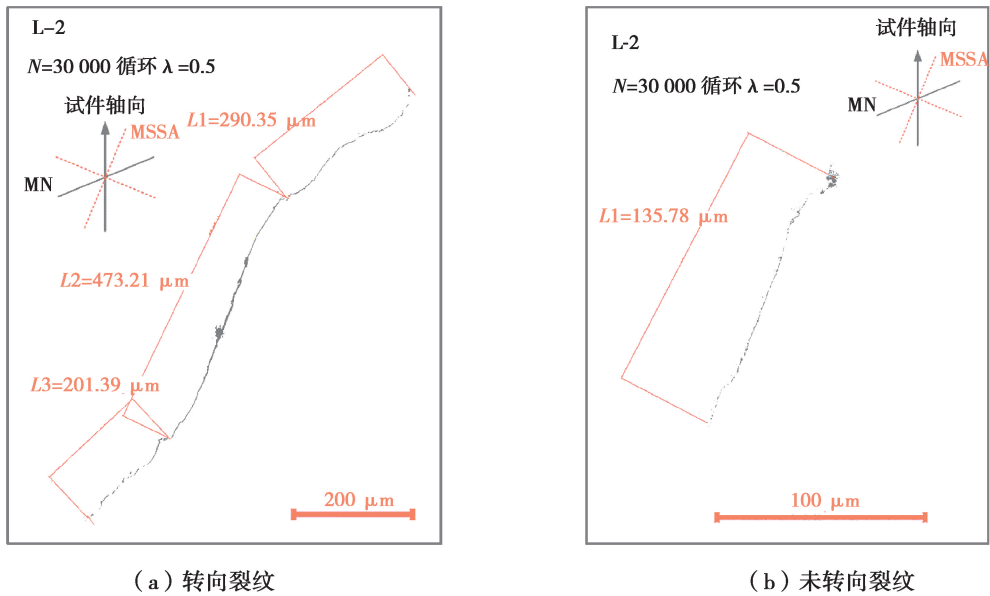 L-2
N=30 000 循环 λ=0.5
试件轴向
MSSA
MN
L1=290.35 μm
L2=473.21 μm
L3=201.39 μm
200 μm
(a)转向裂纹
L-2
试件轴向
N=30 000 循环 λ=0.5
MSSA
MN
L1=135.78 μm
100 μm
(b)未转向裂纹